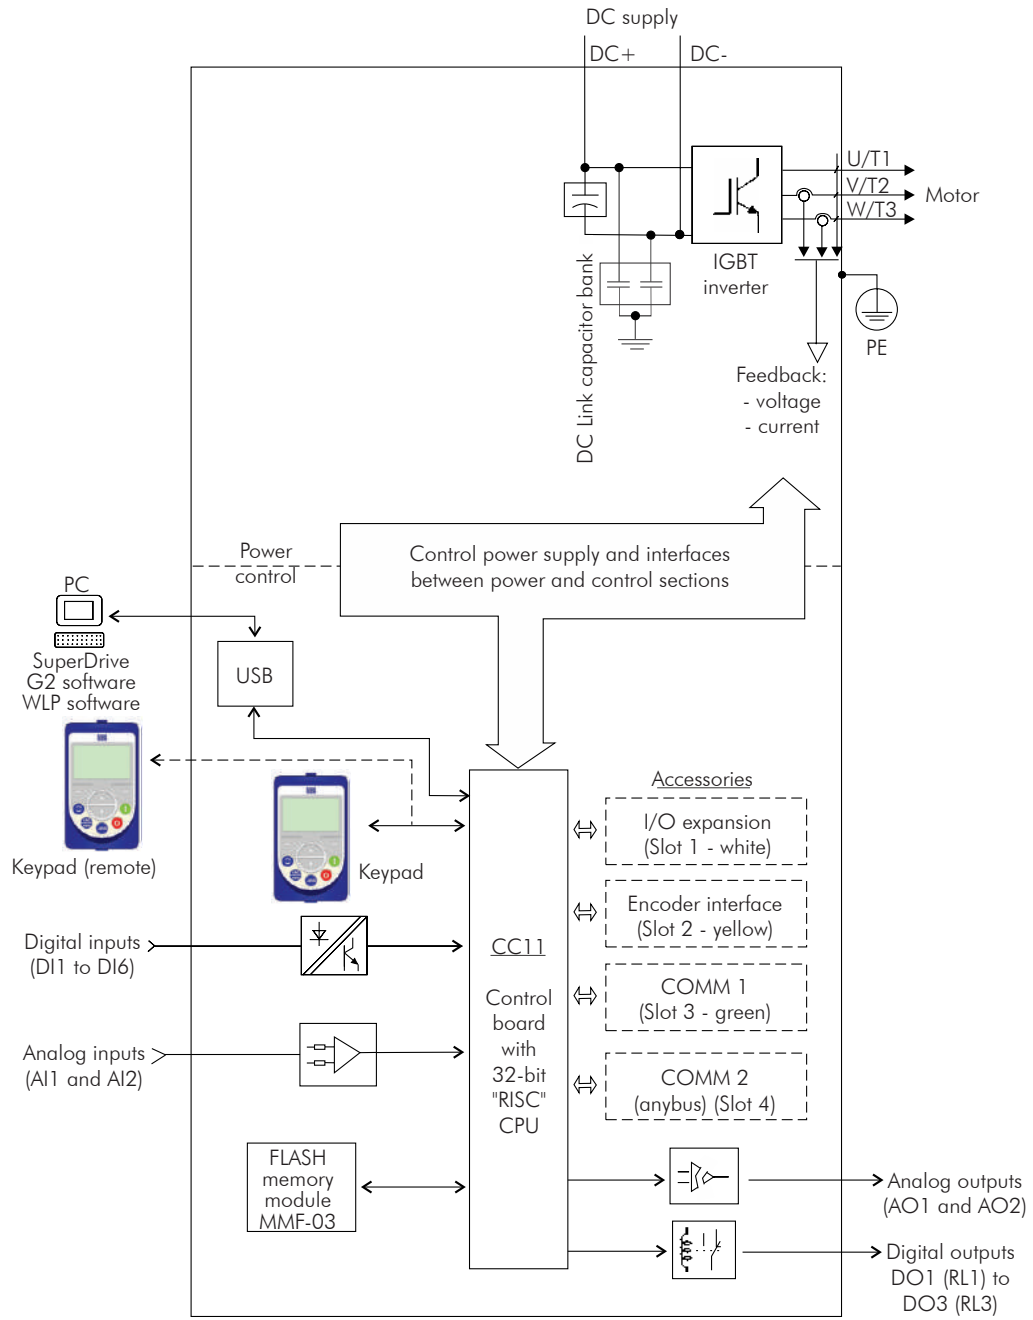 DC supply
DC+
DC-
U/T1
V/T2
W/T3
Motor
IGBT
inverter
DC Link capacitor bank
PE
Feedback:
- voltage
- current
Power
control
Control power supply and interfaces
between power and control sections
PC
SuperDrive
G2 software
WLP software
USB
Keypad (remote)
Keypad
Accessories
I/O expansion
(Slot 1 - white)
Encoder interface
(Slot 2 - yellow)
COMM 1
(Slot 3 - green)
COMM 2
(anybus) (Slot 4)
Digital inputs
(DI1 to DI6)
CC11
Control
board
with
32-bit
"RISC"
CPU
Analog inputs
(AI1 and AI2)
FLASH
memory
module
MMF-03
Analog outputs
(AO1 and AO2)
Digital outputs
DO1 (RL1) to
DO3 (RL3)